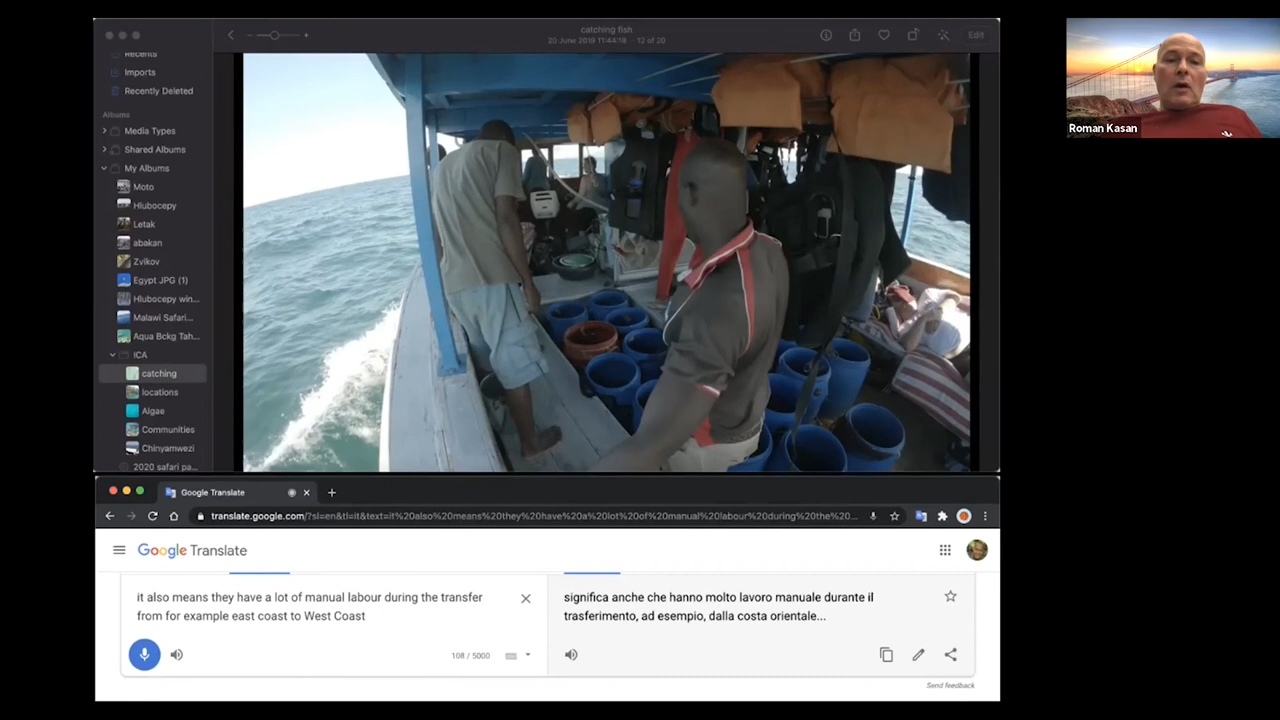 catching fish
20 June 2019 11:44:18 - 12 of 20
Edit
Recents
Imports
Recently Deleted
Albums
Media Types
Shared Albums
My Albums
Moto
Hlubocepy
Letak
abakan
Zvikov
Egypt JPG (1)
Hlubocepy win...
Malawi Safari...
Aqua Bckg Tah...
ICA
catching
locations
Algae
Communities
Chinyamwezi
2020 safari pa...
Roman Kasan
Google Translate
translate.google.com/?sl=en&tl=it&text=it%20also%20means%20they%20have%20a%20lot%20of%20manual%20labour%20during%20the%20...
Google Translate
it also means they have a lot of manual labour during the transfer
from for example east coast to West Coast
108 / 5000
significa anche che hanno molto lavoro manuale durante il
trasferimento, ad esempio, dalla costa orientale...
Send feedback